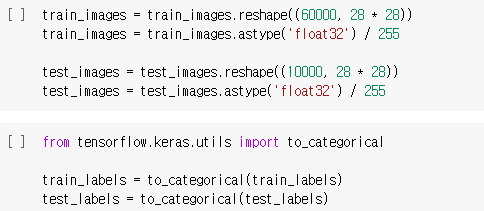 [ ] train_images = train_images.reshape((60000, 28 * 28))
train_images = train_images.astype('float32') / 255
test_images = test_images.reshape((10000, 28 * 28))
test_images = test_images.astype('float32') / 255
[ ] from tensorflow.keras.utils import to_categorical
train_labels = to_categorical(train_labels)
test_labels = to_categorical(test_labels)